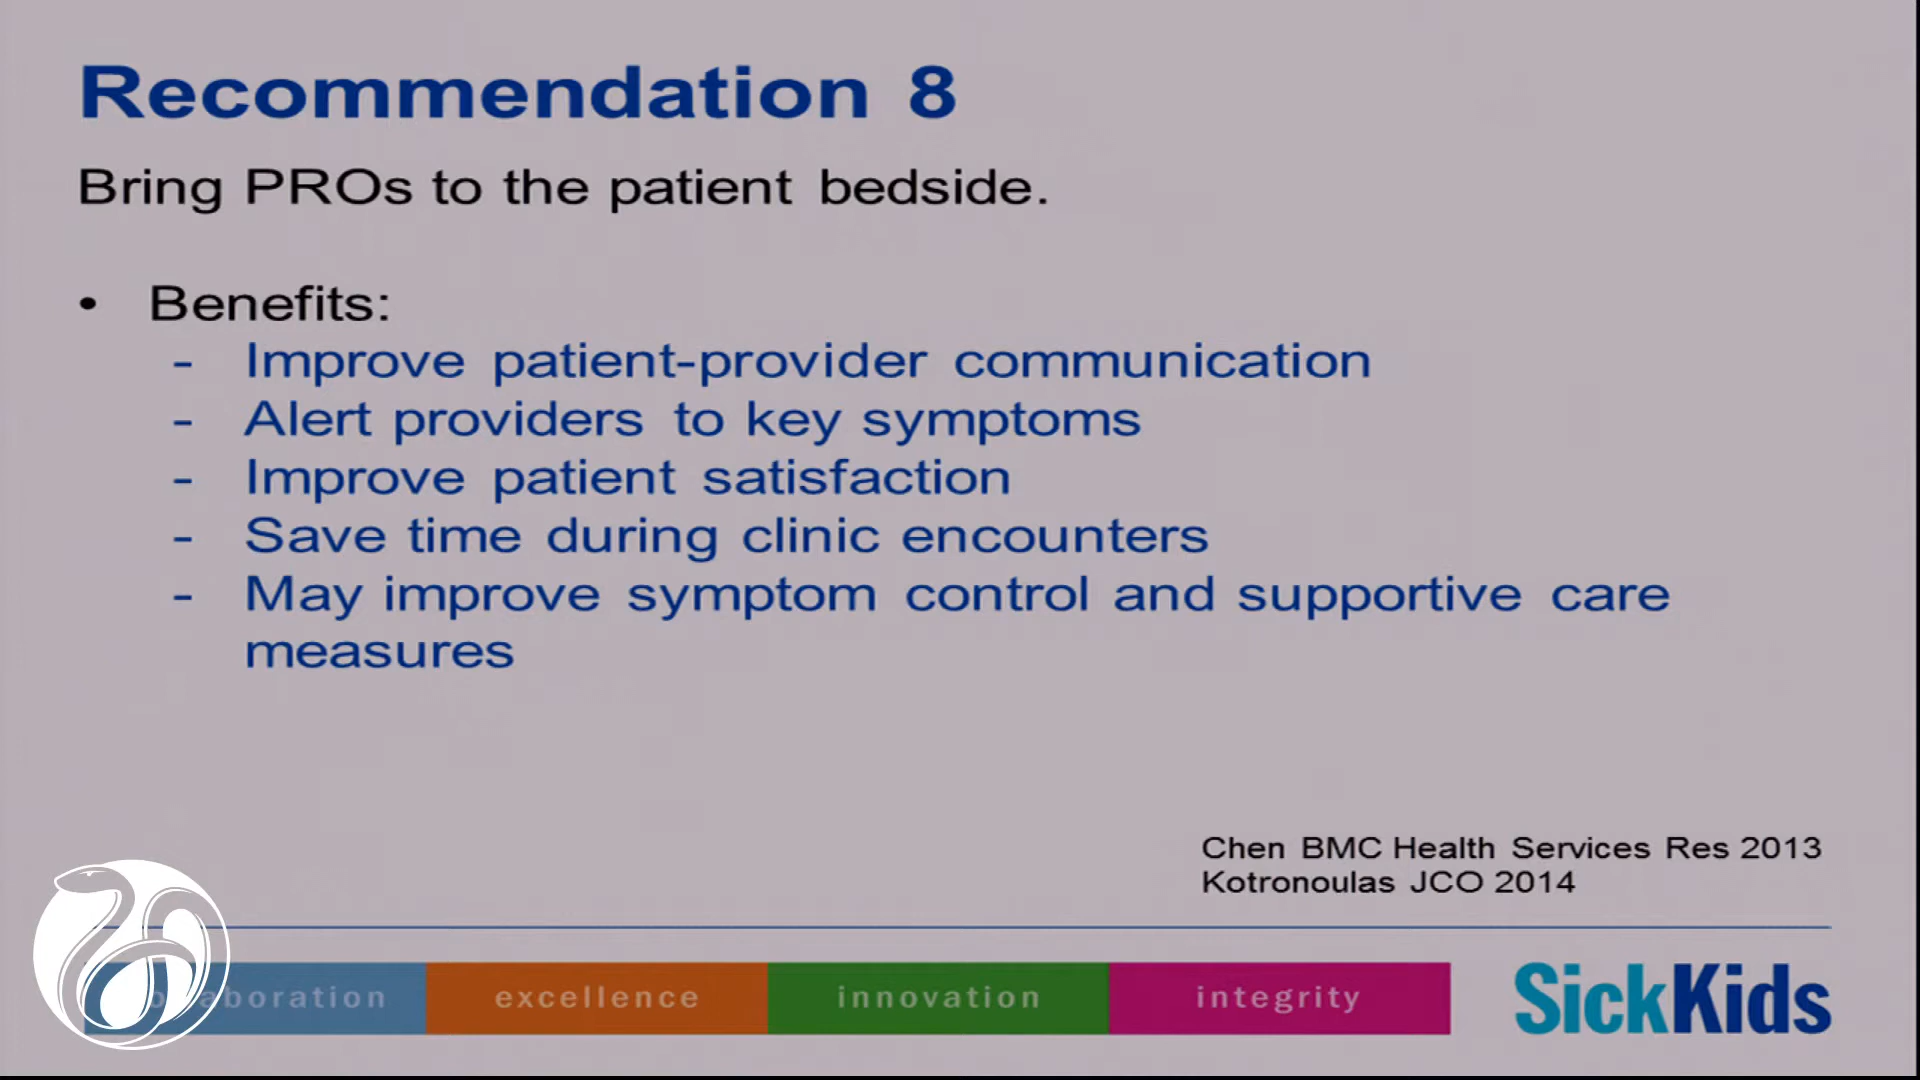 Recommendation 8
Bring PROs to the patient bedside.
• Benefits:
- Improve patient-provider communication
- Alert providers to key symptoms
- Improve patient satisfaction
- Save time during clinic encounters
- May improve symptom control and supportive care
measures
Chen BMC Health Services Res 2013
Kotronoulas JCO 2014
excellence innovation integrity SickKids